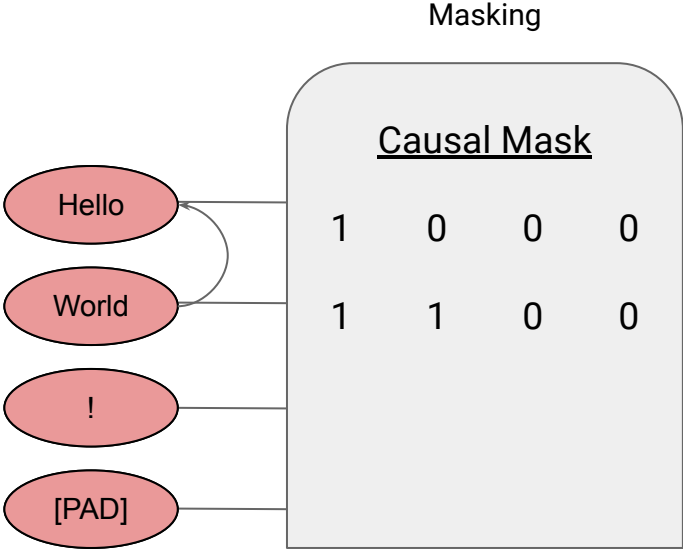 Masking
Causal Mask
Hello
1 0 0 0
World
1 1 0 0
!
[PAD]